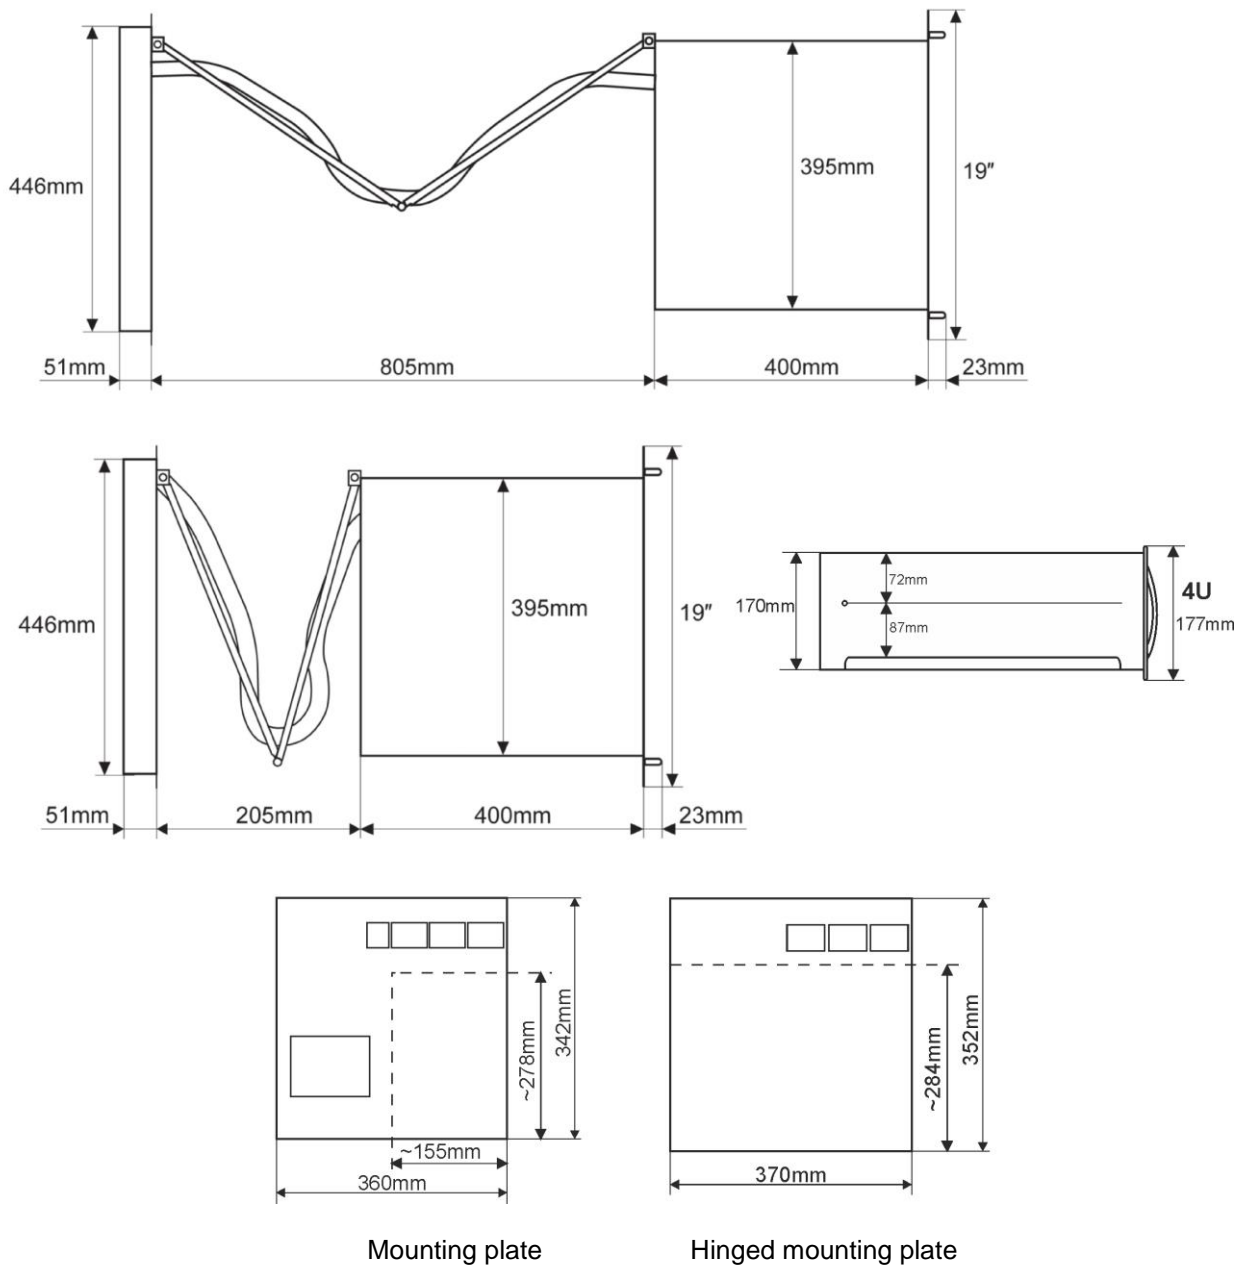 446mm
395mm
19″
51mm
805mm
400mm
23mm
446mm
395mm
19″
51mm
205mm
400mm
23mm
170mm
72mm
87mm
4U
177mm
~278mm
342mm
~155mm
360mm
~284mm
352mm
370mm
Mounting plate
Hinged mounting plate